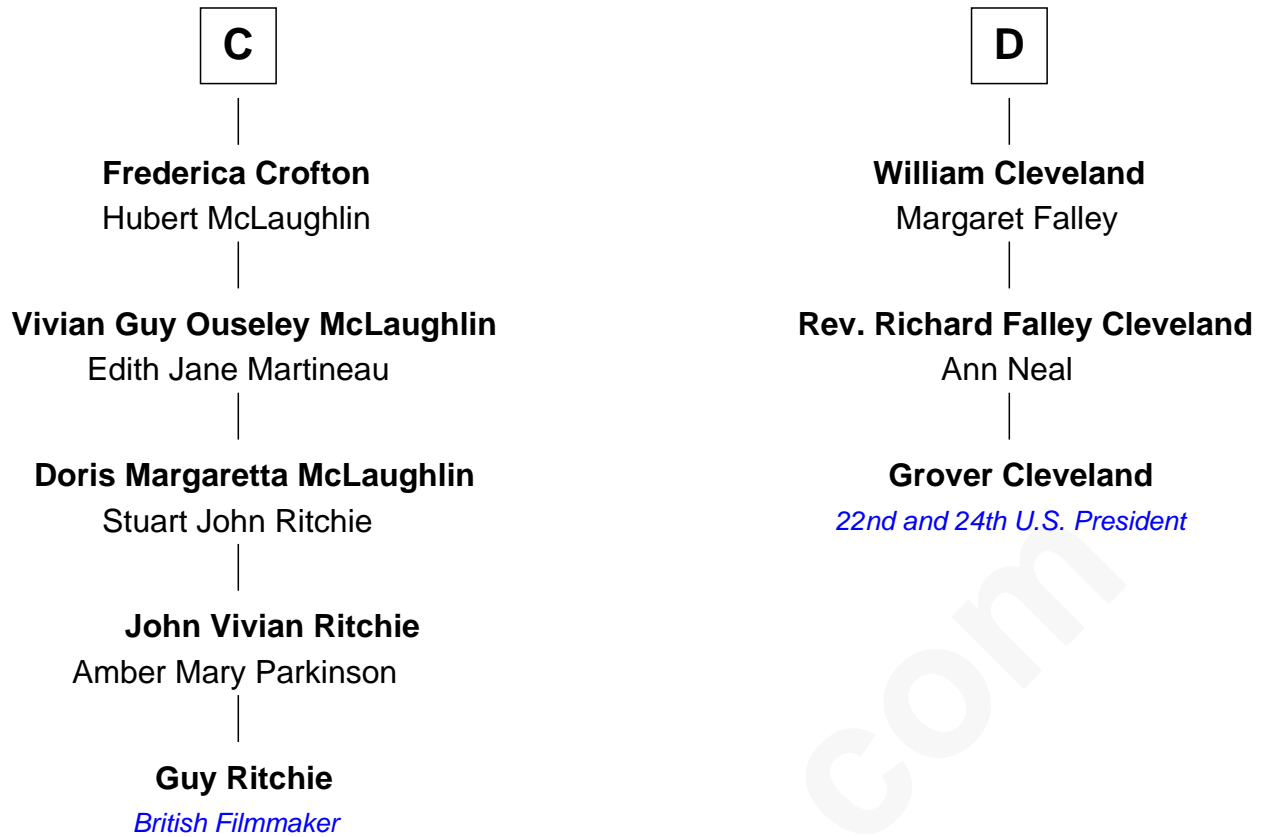 C
Frederica Crofton
Hubert McLaughlin
Vivian Guy Ouseley McLaughlin
Edith Jane Martineau
Doris Margaretta McLaughlin
Stuart John Ritchie
John Vivian Ritchie
Amber Mary Parkinson
Guy Ritchie
British Filmmaker
D
William Cleveland
Margaret Falley
Rev. Richard Falley Cleveland
Ann Neal
Grover Cleveland
22nd and 24th U.S. President
com